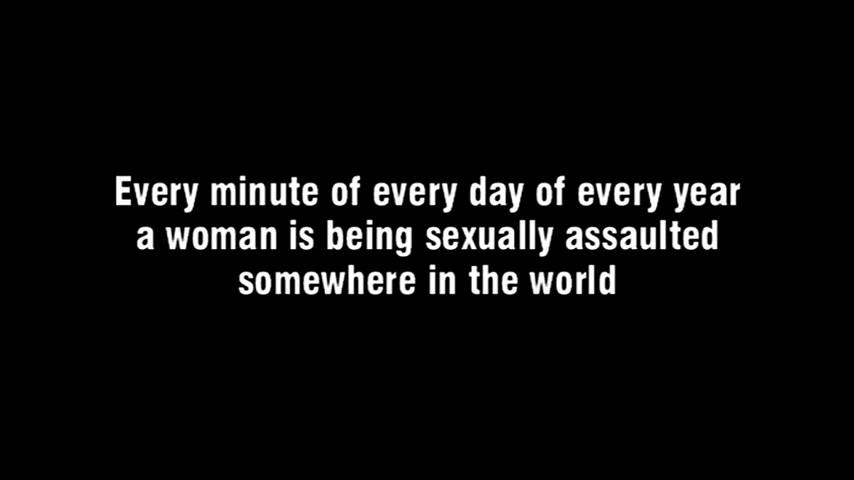 Every minute of every day of every year
a woman is being sexually assaulted
somewhere in the world